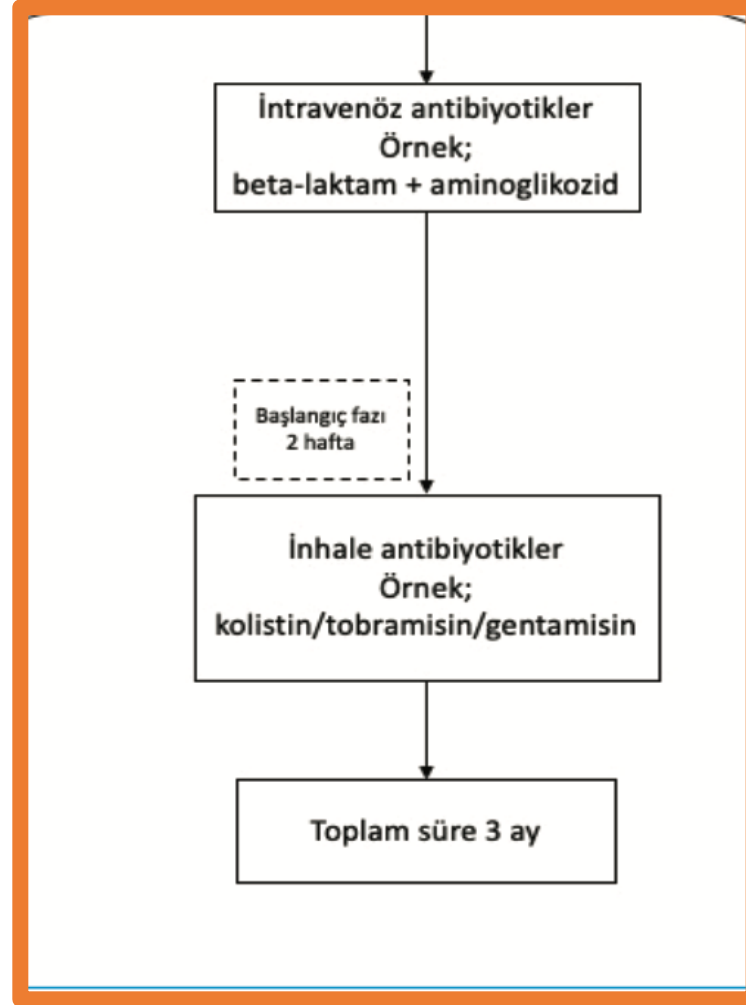 İntravenöz antibiyotikler
Örnek;
beta-laktam + aminoglikozid
Başlangıç fazı
2 hafta
İnhale antibiyotikler
Örnek;
kolistin/tobramisin/gentamisin
Toplam süre 3 ay